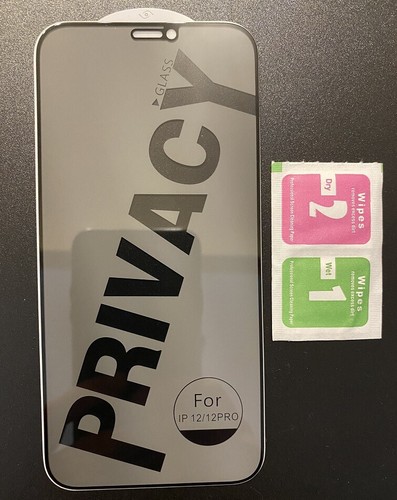 ▶GLASS
PRIVACY
For
IP 12/12PRO
Wipes
Dry
2
Wipes
Wet
1